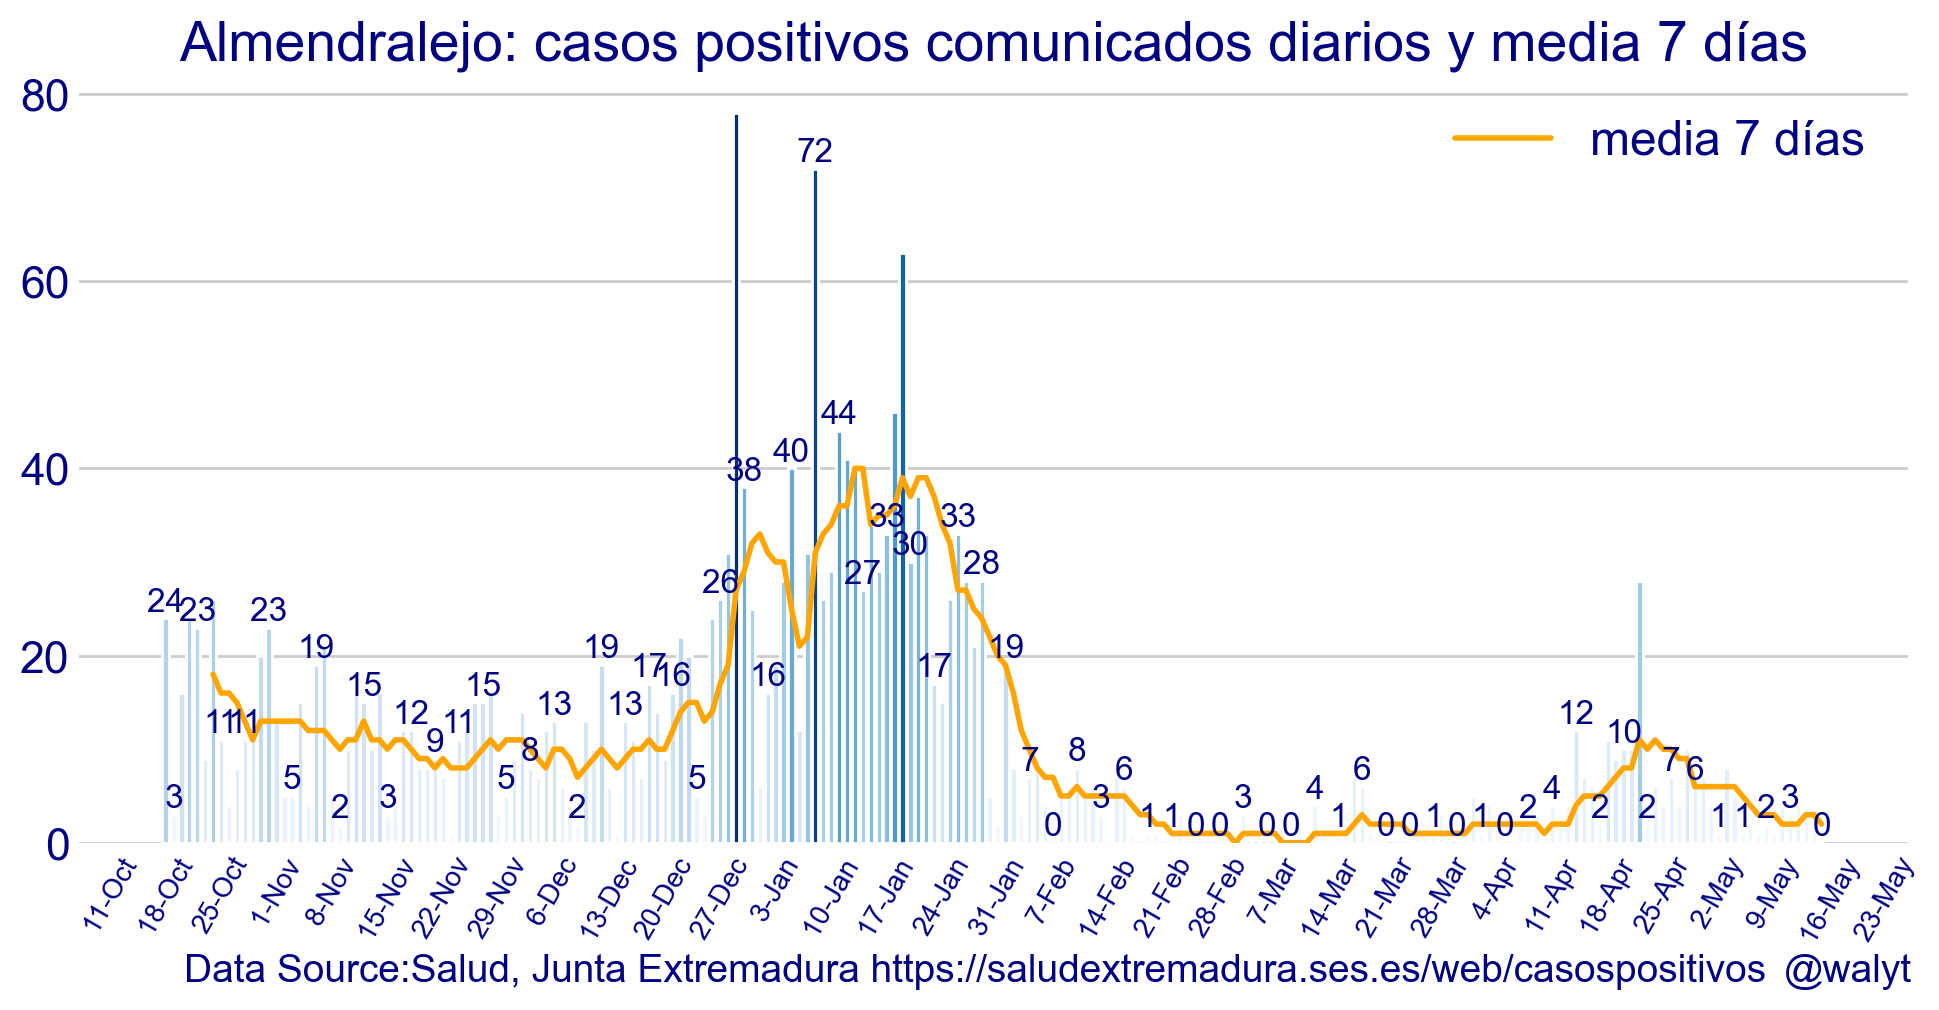 Almendralejo: casos positivos comunicados diarios y media 7 días
80
60
40
20
0
media 7 días
24
3
23
11
11
23
5
19
2
15
3
12
9
11
15
5
8
13
2
19
13
17
16
5
26
38
16
40
72
44
27
33
30
17
33
28
19
7
0
8
3
6
1
1
0
0
3
0
0
4
1
6
0
0
1
0
1
0
2
4
12
2
10
2
7
6
1
1
2
3
0
11-Oct
18-Oct
25-Oct
1-Nov
8-Nov
15-Nov
22-Nov
29-Nov
6-Dec
13-Dec
20-Dec
27-Dec
3-Jan
10-Jan
17-Jan
24-Jan
31-Jan
7-Feb
14-Feb
21-Feb
28-Feb
7-Mar
14-Mar
21-Mar
28-Mar
4-Apr
11-Apr
18-Apr
25-Apr
2-May
9-May
16-May
23-May
Data Source:Salud, Junta Extremadura https://saludextremadura.ses.es/web/casospositivos @walyt